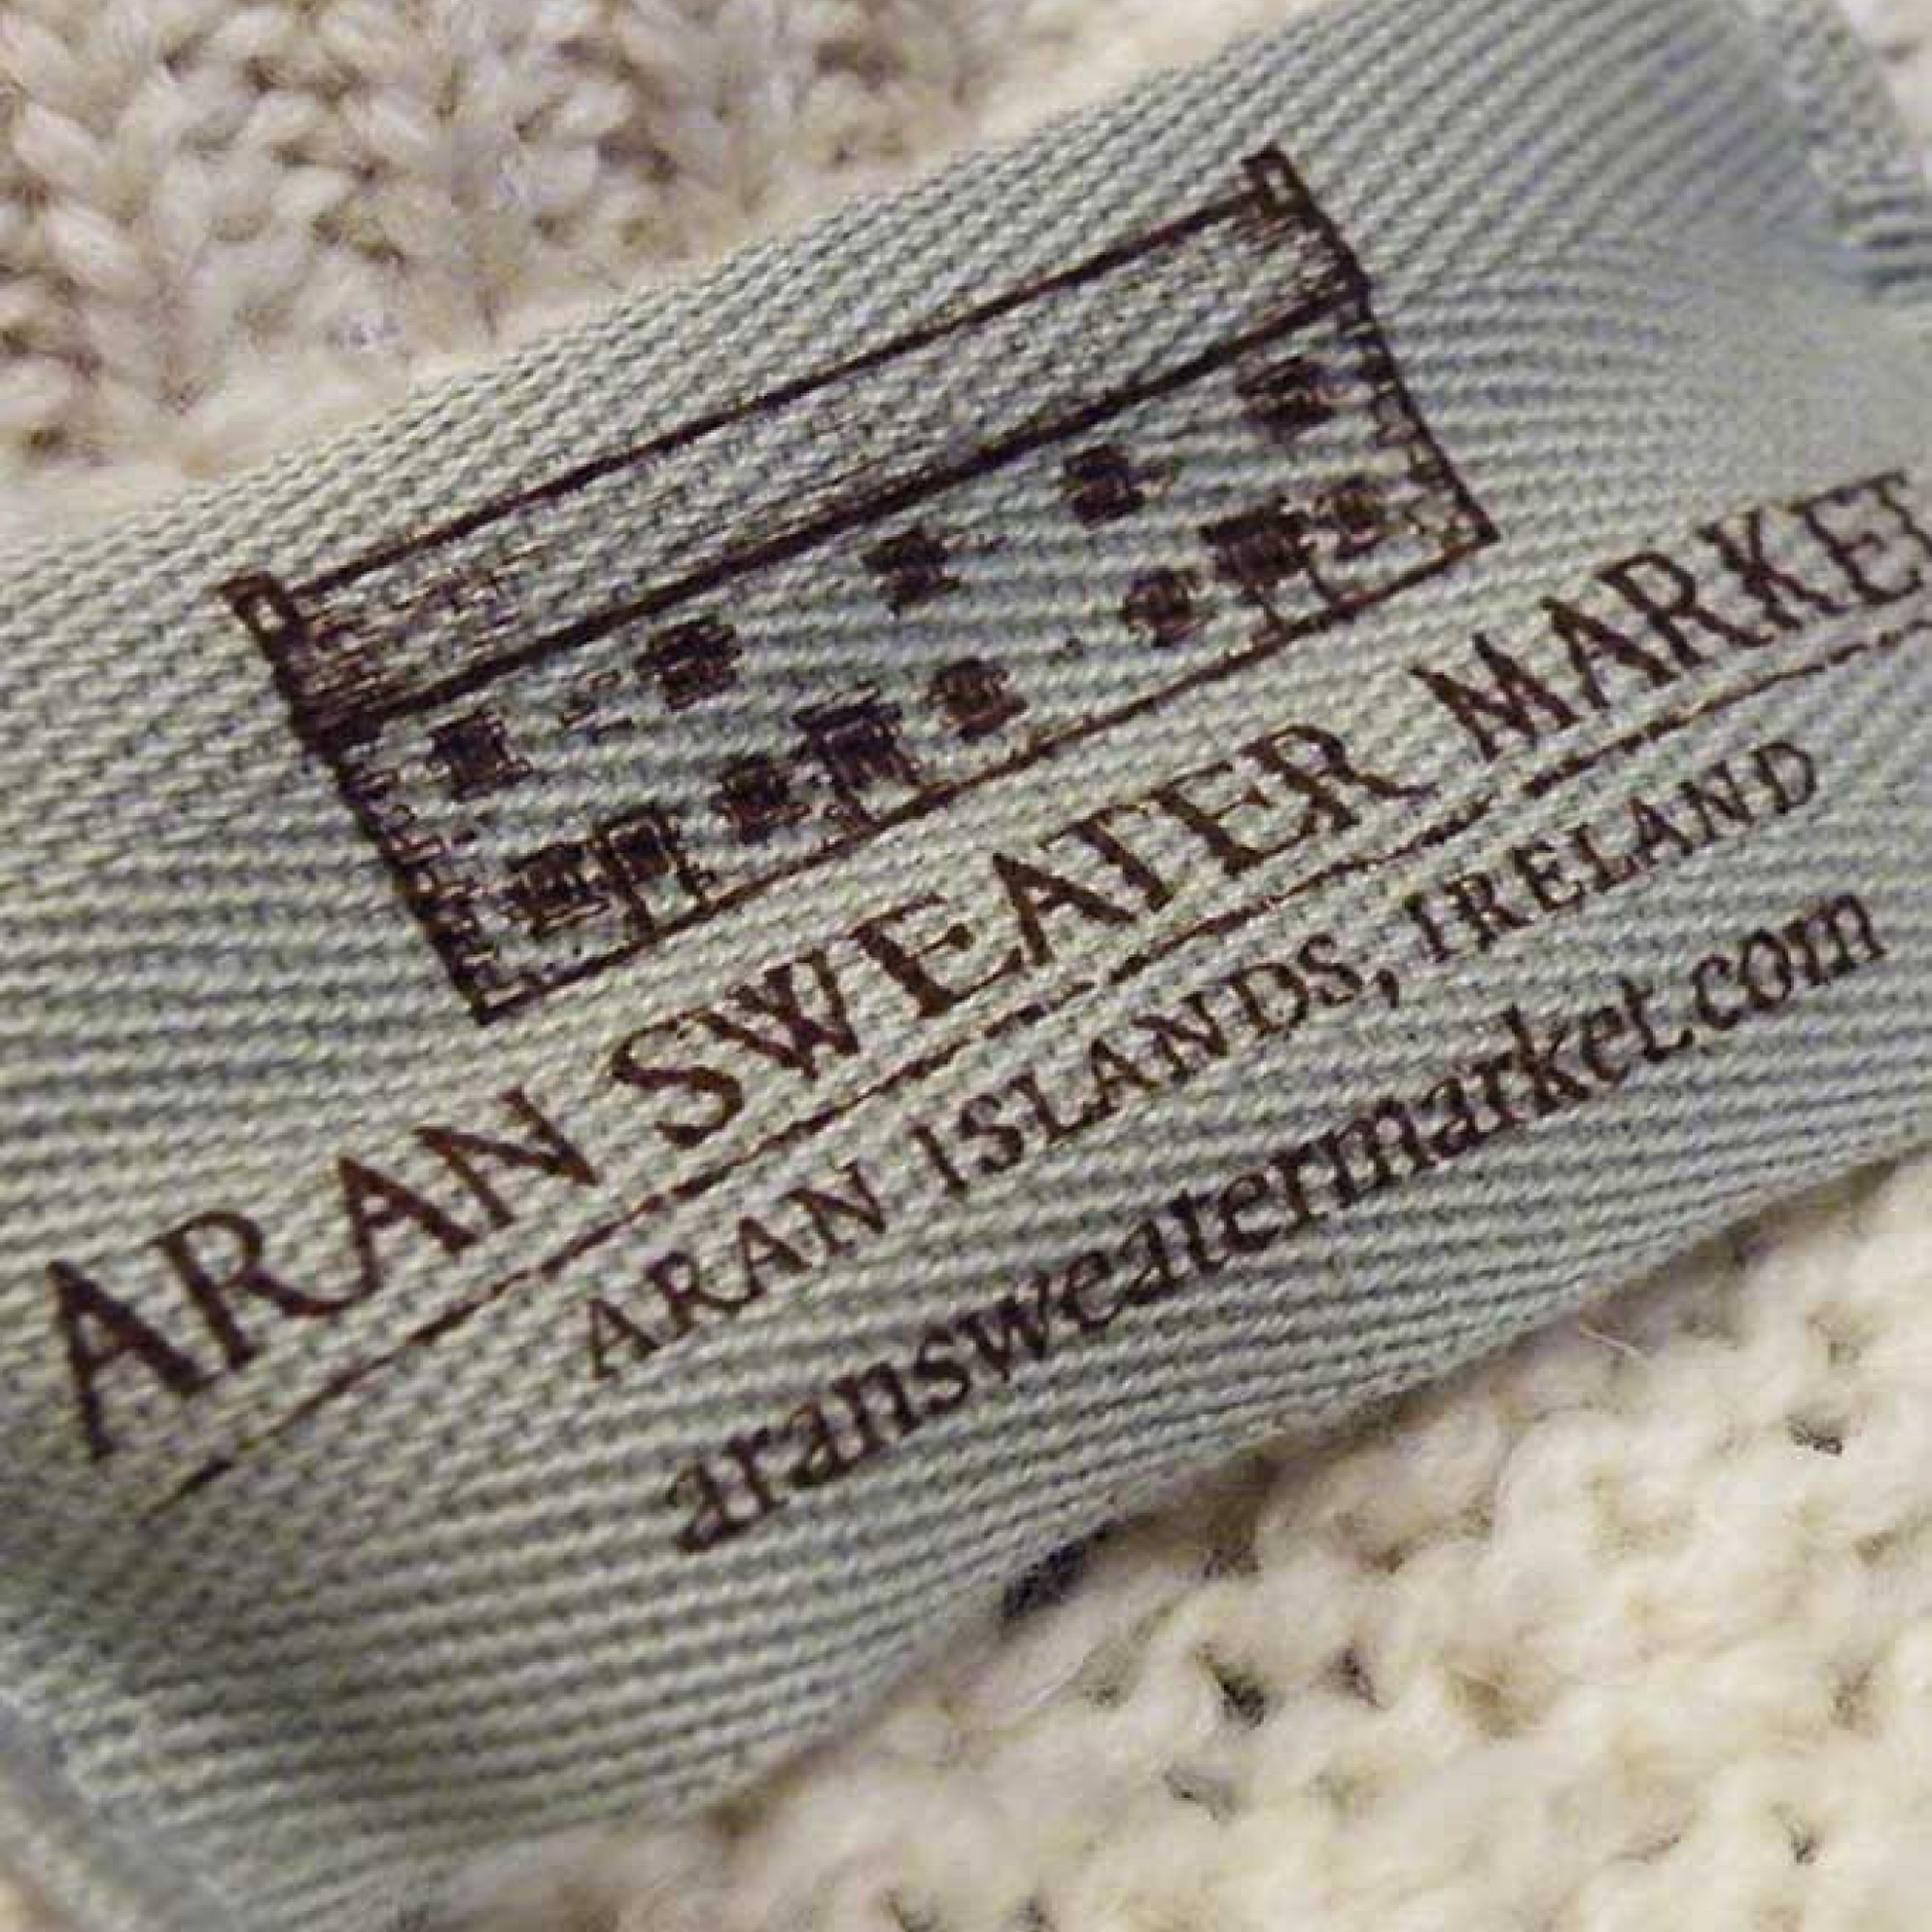 ARAN SWEATER MARKET
ARAN ISLANDS, IRELAND
aransweatermarket.com